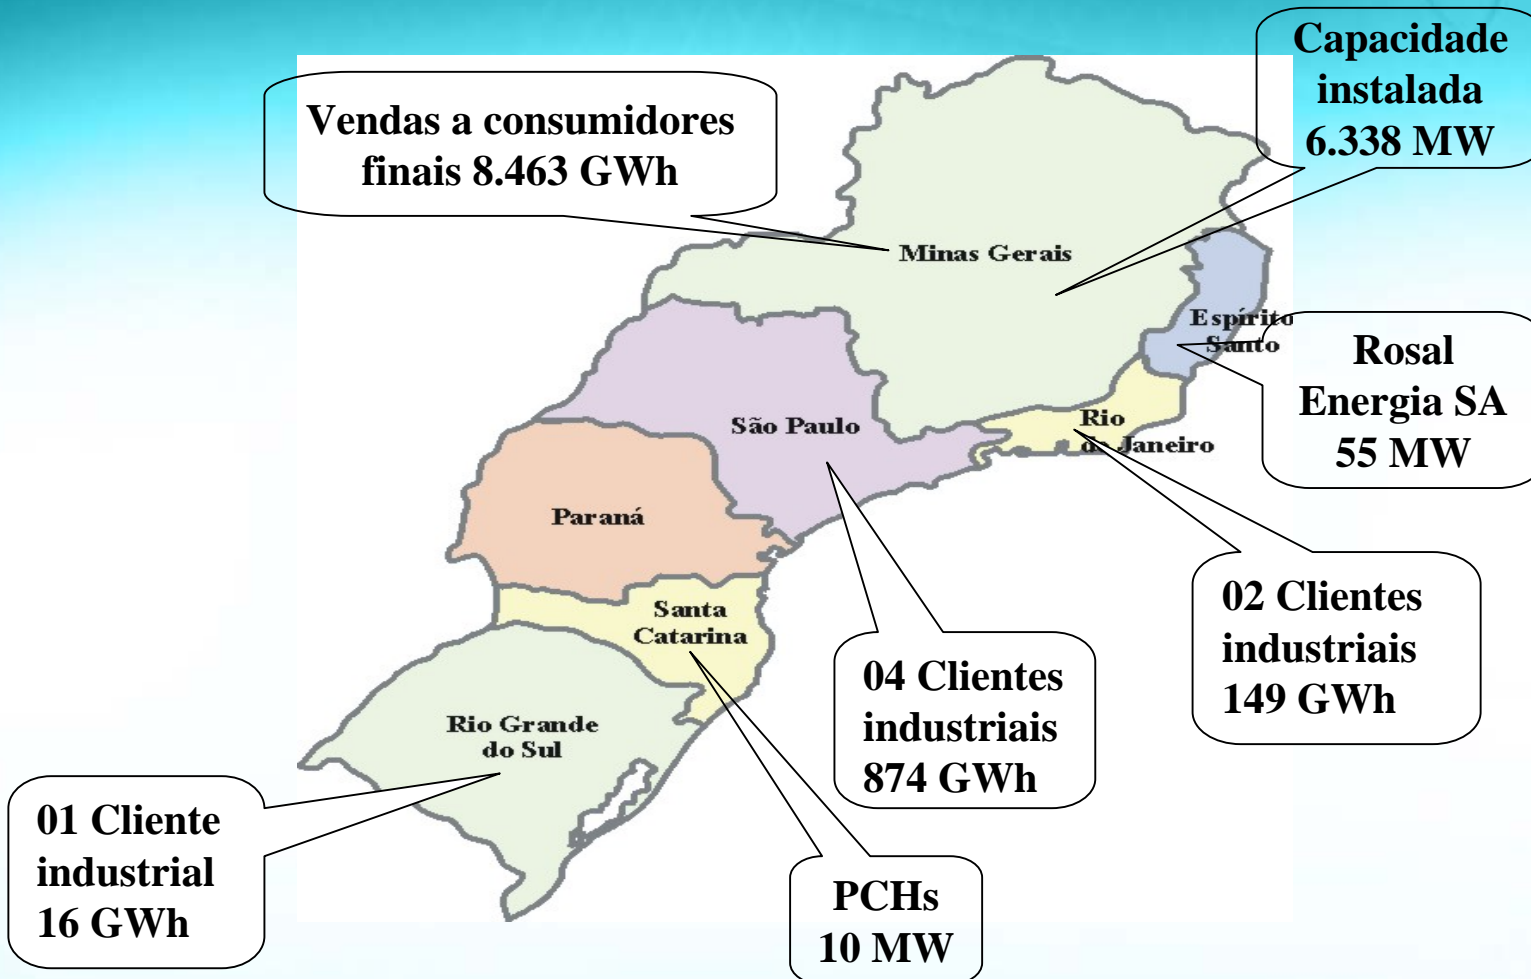 Capacidade
instalada
6.338 MW
Vendas a consumidores
finais 8.463 GWh
Minas Gerais
Espírito
Santo
Rosal
Energia SA
55 MW
São Paulo
Rio
de Janeiro
Paraná
02 Clientes
industriais
149 GWh
Santa
Catarina
04 Clientes
industriais
874 GWh
Rio Grande
do Sul
01 Cliente
industrial
16 GWh
PCHs
10 MW